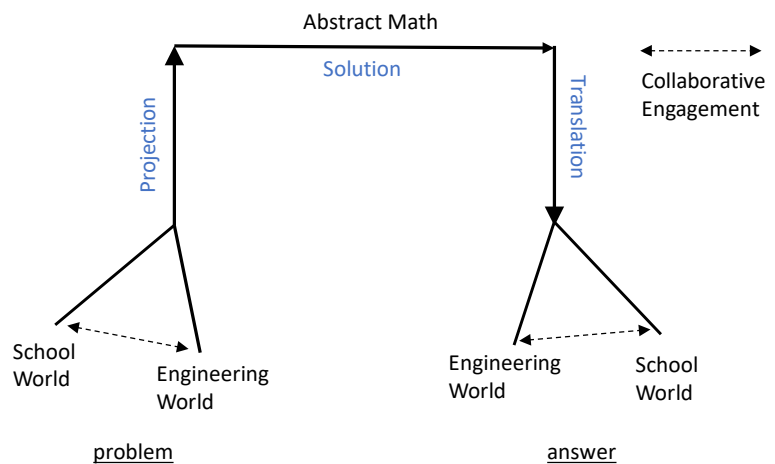 Abstract Math
Solution
Projection
Translation
Collaborative
Engagement
School
World
Engineering
World
Engineering
World
School
World
problem
answer